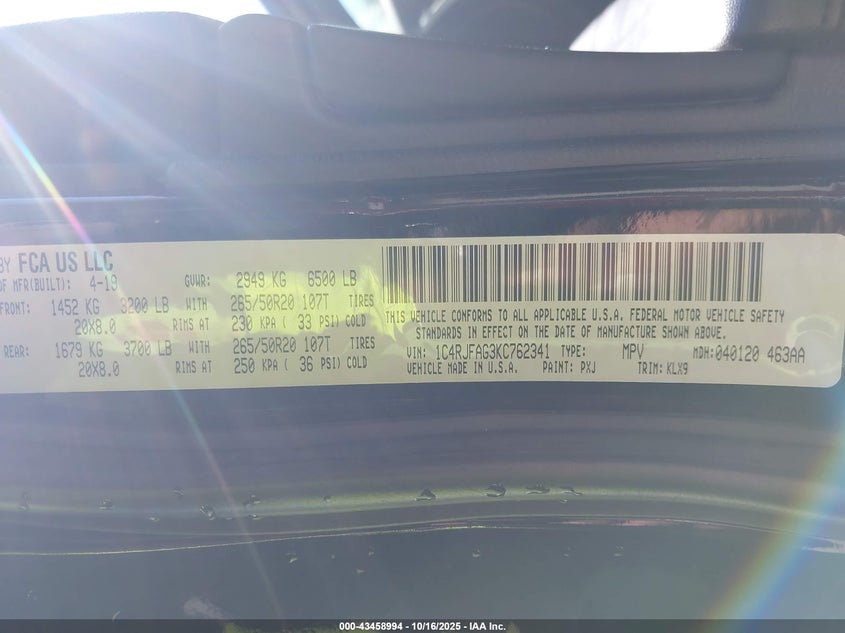 BY FCA US LLC
OF MFR(BUILT): 4-19 GVWR: 2949 KG 6500 LB
FRONT: 1452 KG 3200 LB WITH 265/50R20 107T TIRES
20X8.0 RIMS AT 230 KPA ( 33 PSI) COLD
REAR: 1679 KG 3700 LB WITH 265/50R20 107T TIRES
20X8.0 RIMS AT 250 KPA ( 36 PSI) COLD
THIS VEHICLE CONFORMS TO ALL APPLICABLE U.S.A. FEDERAL MOTOR VEHICLE SAFETY
STANDARDS IN EFFECT ON THE DATE OF MANUFACTURE SHOWN ABOVE.
VIN: 1C4RJFAG3KC762341 TYPE: MPV MDH: 040120 463AA
VEHICLE MADE IN U.S.A. PAINT: PXJ TRIM: KLX9
000-43458994 - 10/16/2025 - IAA Inc.